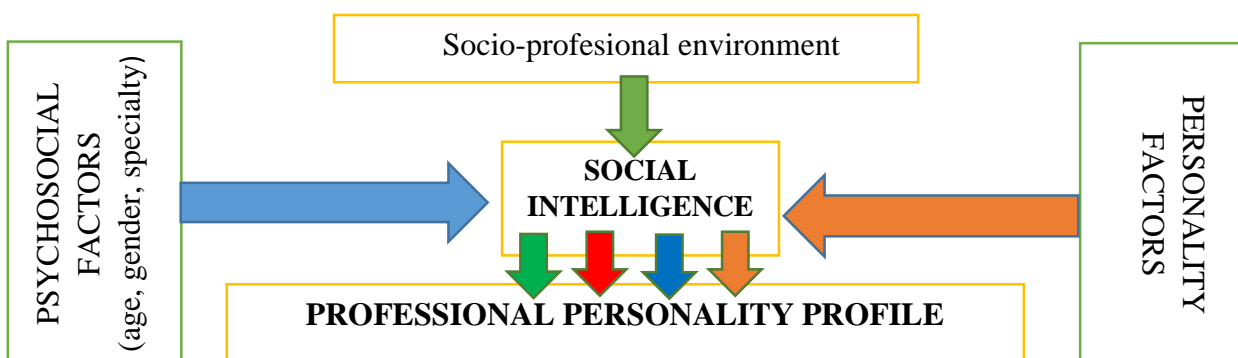 Socio-profesional environment
PSYCHOSOCIAL
FACTORS
(age, gender, specialty)
SOCIAL
INTELLIGENCE
PERSONALITY
FACTORS
PROFESSIONAL PERSONALITY PROFILE